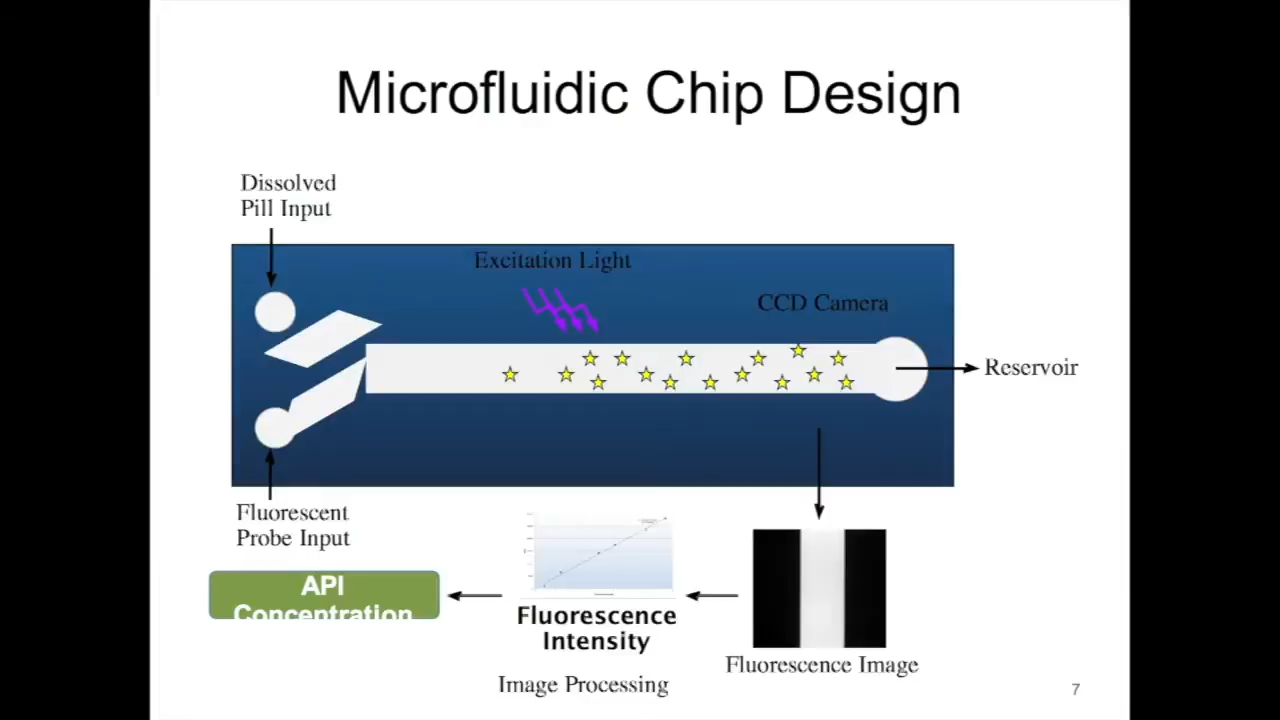 Microfluidic Chip Design
Dissolved
Pill Input
Excitation Light
CCD Camera
Reservoir
Fluorescent
Probe Input
API
Concentration
Fluorescence
Intensity
Image Processing
Fluorescence Image
7